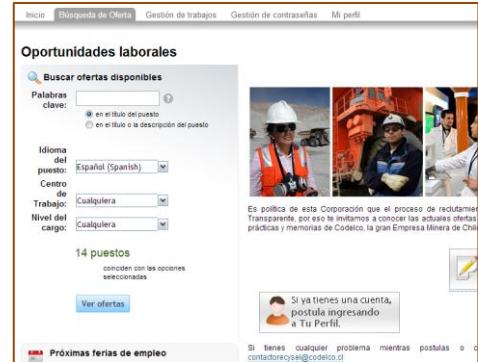 Inicio Búsqueda de Oferta Gestión de trabajos Gestión de contraseñas Mi perfil
Oportunidades laborales
Buscar ofertas disponibles
Palabras
clave:
en el título del puesto
en el título o la descripción del puesto
Idioma
del
puesto:
Español (Spanish)
Centro
de
Trabajo:
Cualquiera
Nivel del
cargo:
Cualquiera
14 puestos
coinciden con las opciones
seleccionadas
Ver ofertas
Próximas ferias de empleo
Es política de esta Corporación que el proceso de reclutamien
Transparente, por eso te invitamos a conocer las actuales ofertas
prácticas y memorias de Codelco, la gran Empresa Minera de Chile
Si ya tienes una cuenta,
postula ingresando
a Tu Perfil.
Si tienes cualquier problema mientras postulas o c
contactorecysel@codelco.cl